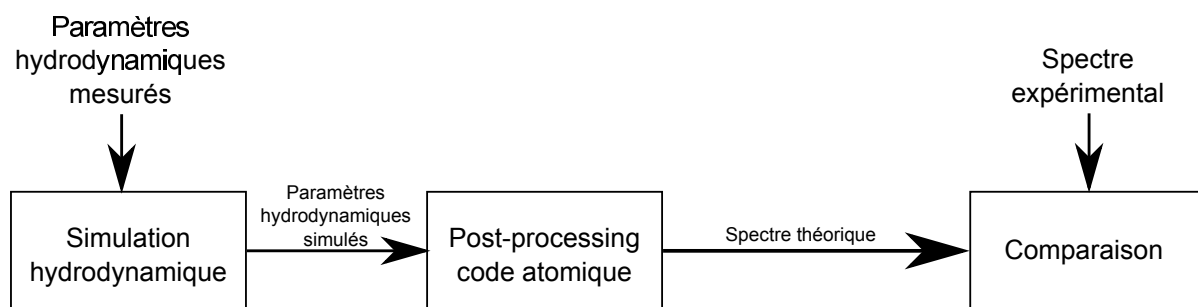 Paramètres
hydrodynamiques
mesurés
Spectre
expérimental
Simulation
hydrodynamique
Paramètres
hydrodynamiques
simulés
Post-processing
code atomique
Spectre théorique
Comparaison